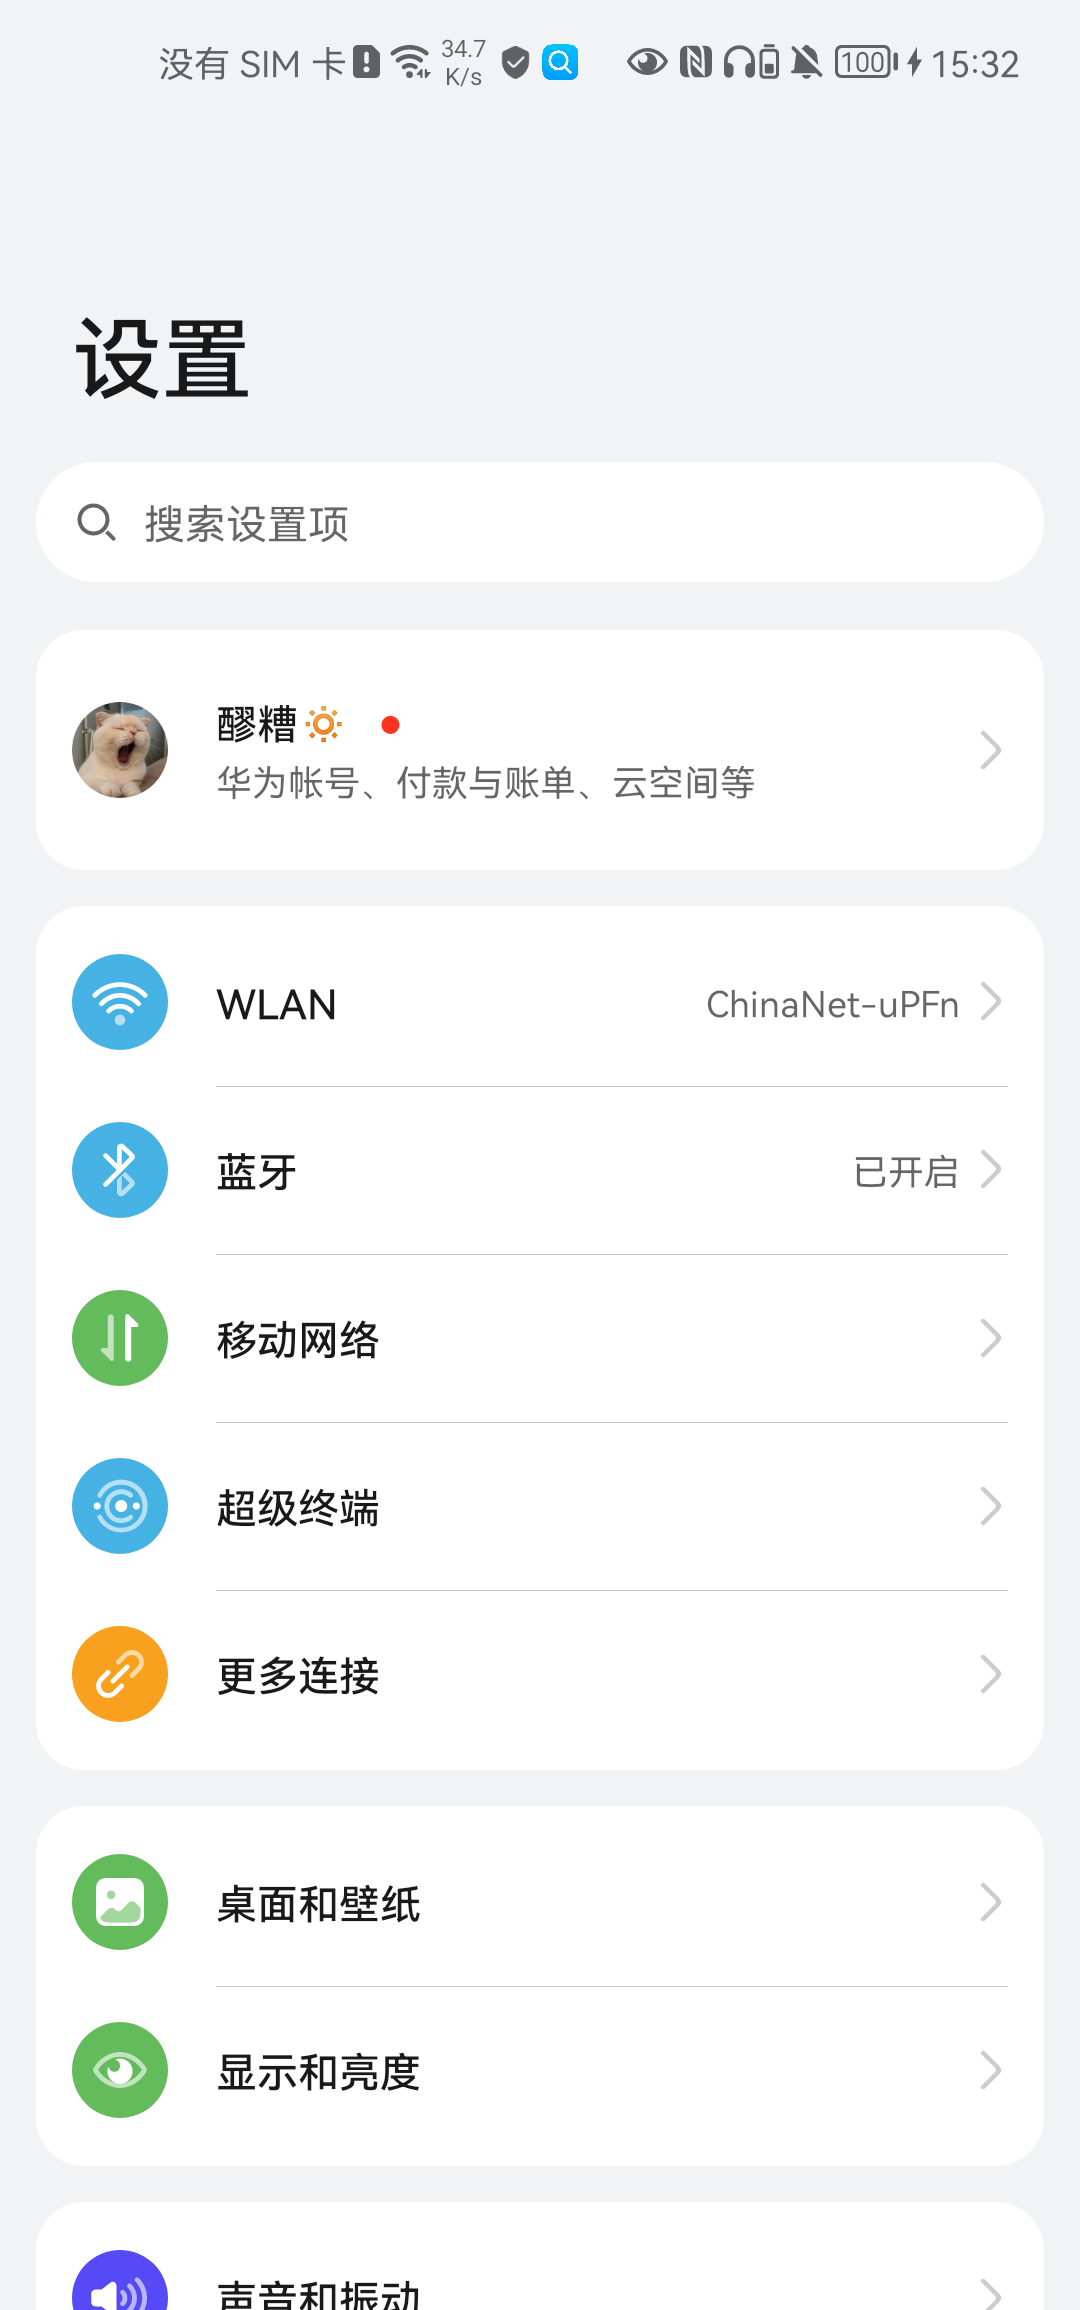 没有 SIM 卡 34.7 K/s 100 15:32
设置
搜索设置项
醪糟
华为帐号、付款与账单、云空间等
WLAN ChinaNet-uPFn
蓝牙 已开启
移动网络
超级终端
更多连接
桌面和壁纸
显示和亮度
声音和振动